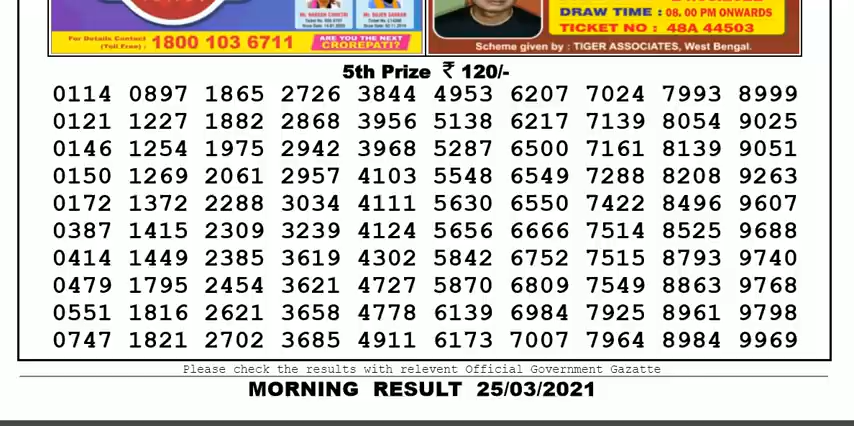 DRAW TIME : 08. 00 PM ONWARDS
TICKET NO : 48A 44503
For Details Contact
(Toll Free) : 1800 103 6711
ARE YOU THE NEXT
CROREPATI?
Scheme given by : TIGER ASSOCIATES, West Bengal.
5th Prize ₹ 120/-
0114 0897 1865 2726 3844 4953 6207 7024 7993 8999
0121 1227 1882 2868 3956 5138 6217 7139 8054 9025
0146 1254 1975 2942 3968 5287 6500 7161 8139 9051
0150 1269 2061 2957 4103 5548 6549 7288 8208 9263
0172 1372 2288 3034 4111 5630 6550 7422 8496 9607
0387 1415 2309 3239 4124 5656 6666 7514 8525 9688
0414 1449 2385 3619 4302 5842 6752 7515 8793 9740
0479 1795 2454 3621 4727 5870 6809 7549 8863 9768
0551 1816 2621 3658 4778 6139 6984 7925 8961 9798
0747 1821 2702 3685 4911 6173 7007 7964 8984 9969
Please check the results with relevent Official Government Gazatte
MORNING RESULT 25/03/2021